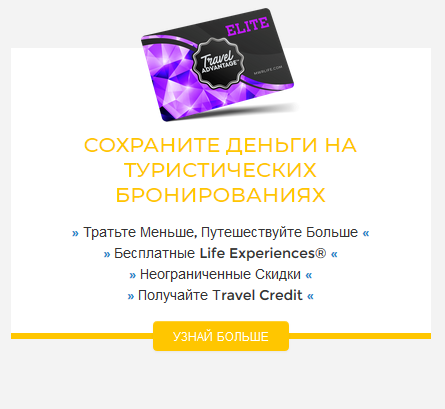 ELITE
Travel
ADVANTAGE
СОХРАНИТЕ ДЕНЬГИ НА
ТУРИСТИЧЕСКИХ
БРОНИРОВАНИЯХ
» Тратьте Меньше, Путешествуйте Больше «
» Бесплатные Life Experiences® «
» Неограниченные Скидки «
» Получайте Travel Credit «
УЗНАЙ БОЛЬШЕ